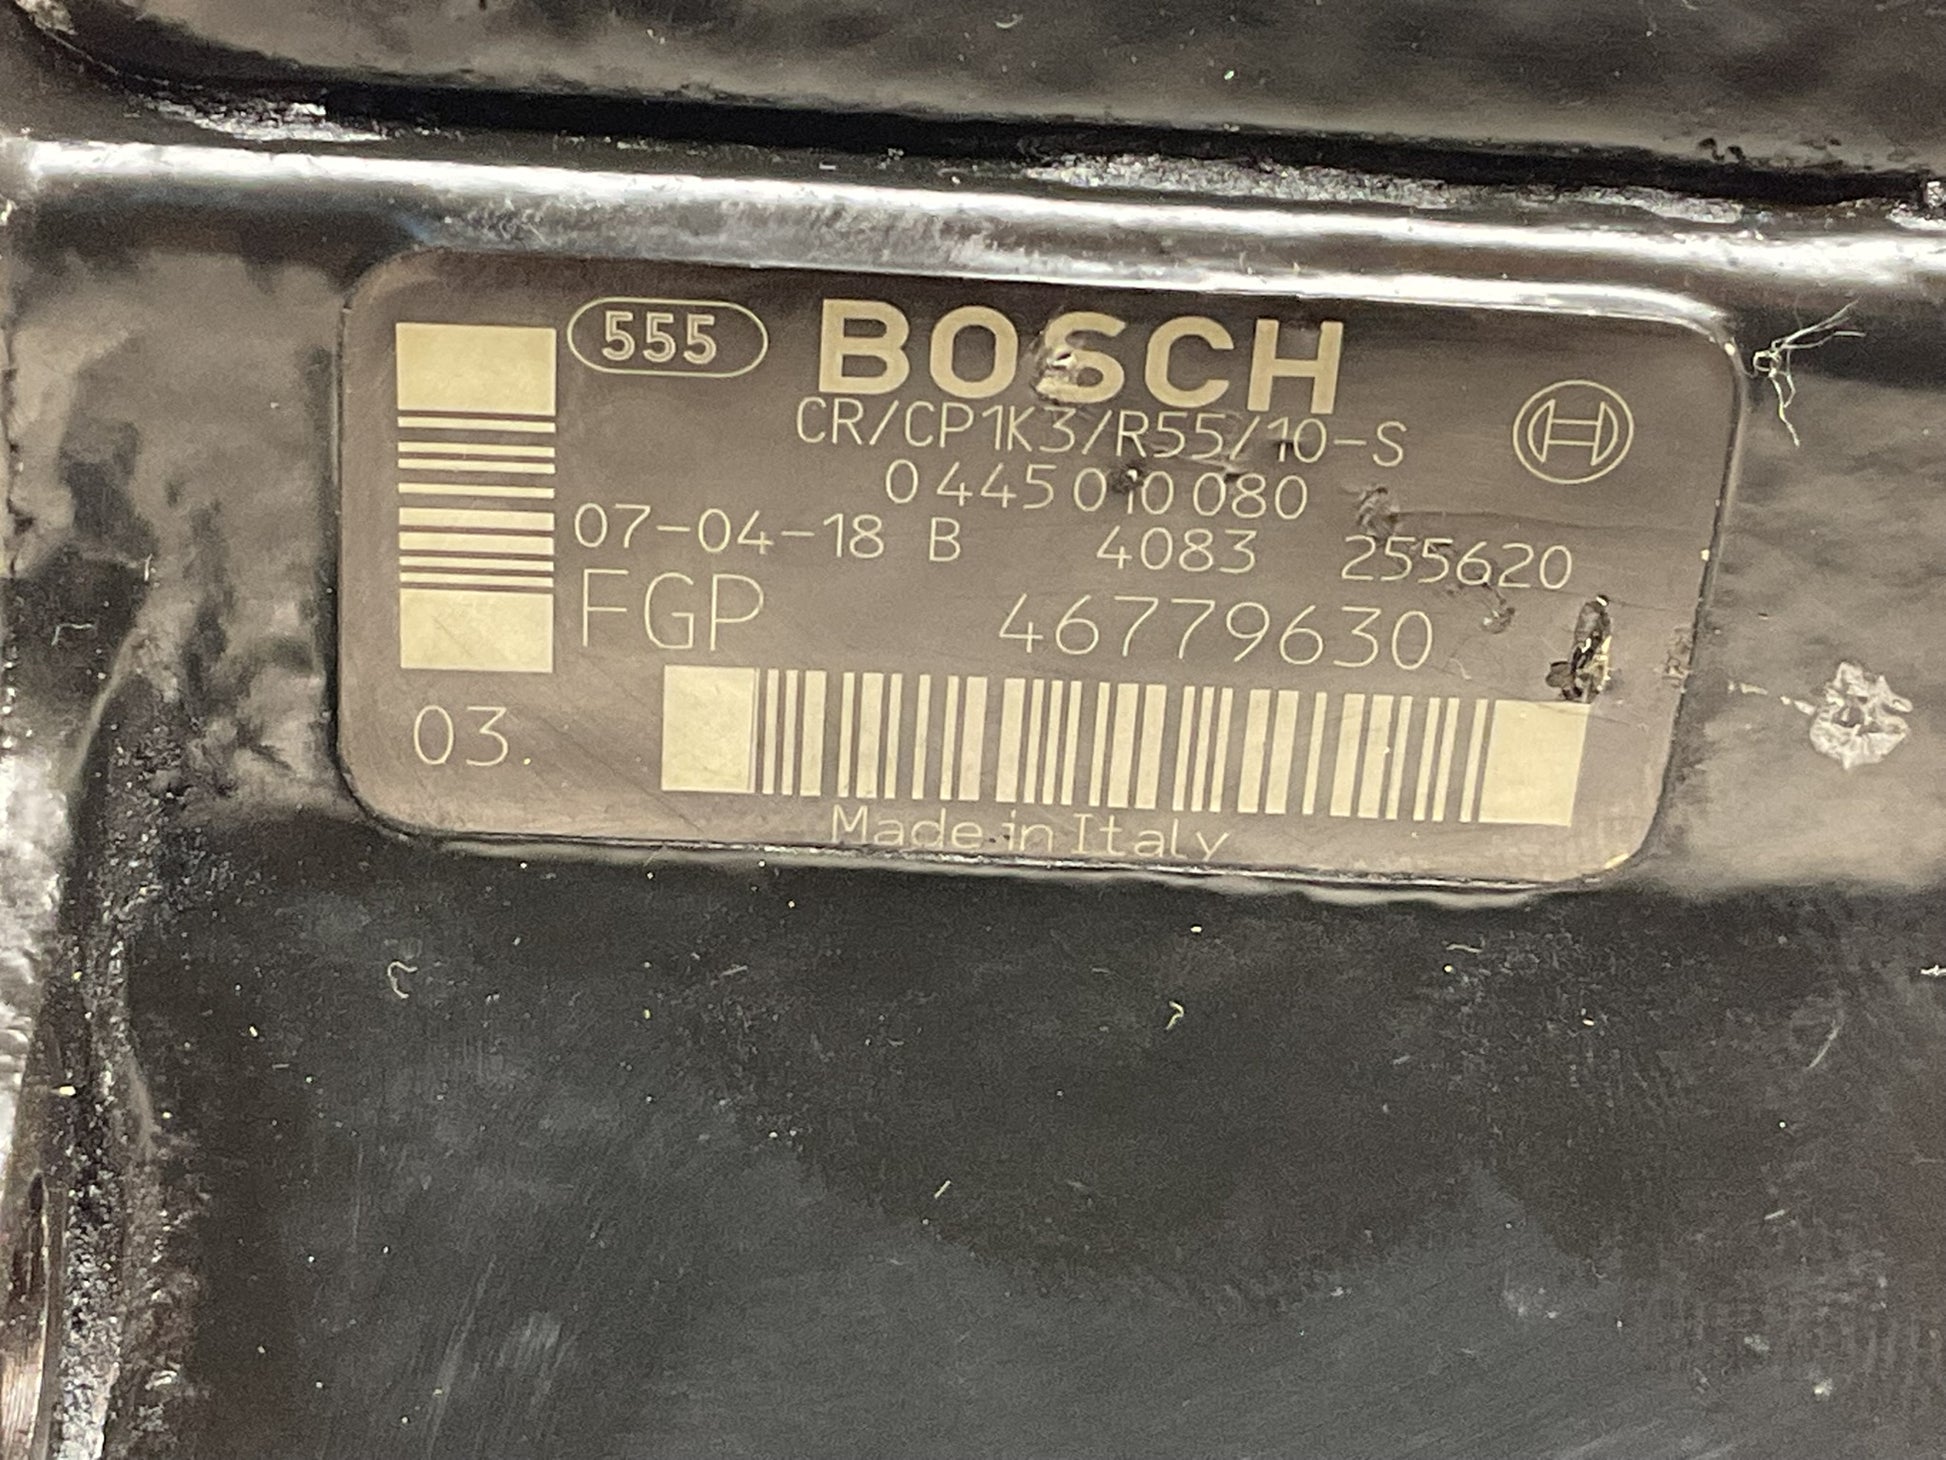 555 BOSCH
CR/CP1K3/R55/10-S
0 445 010 080
07-04-18 B 4083 255620
FGP 46779630
03.
Made in Italy